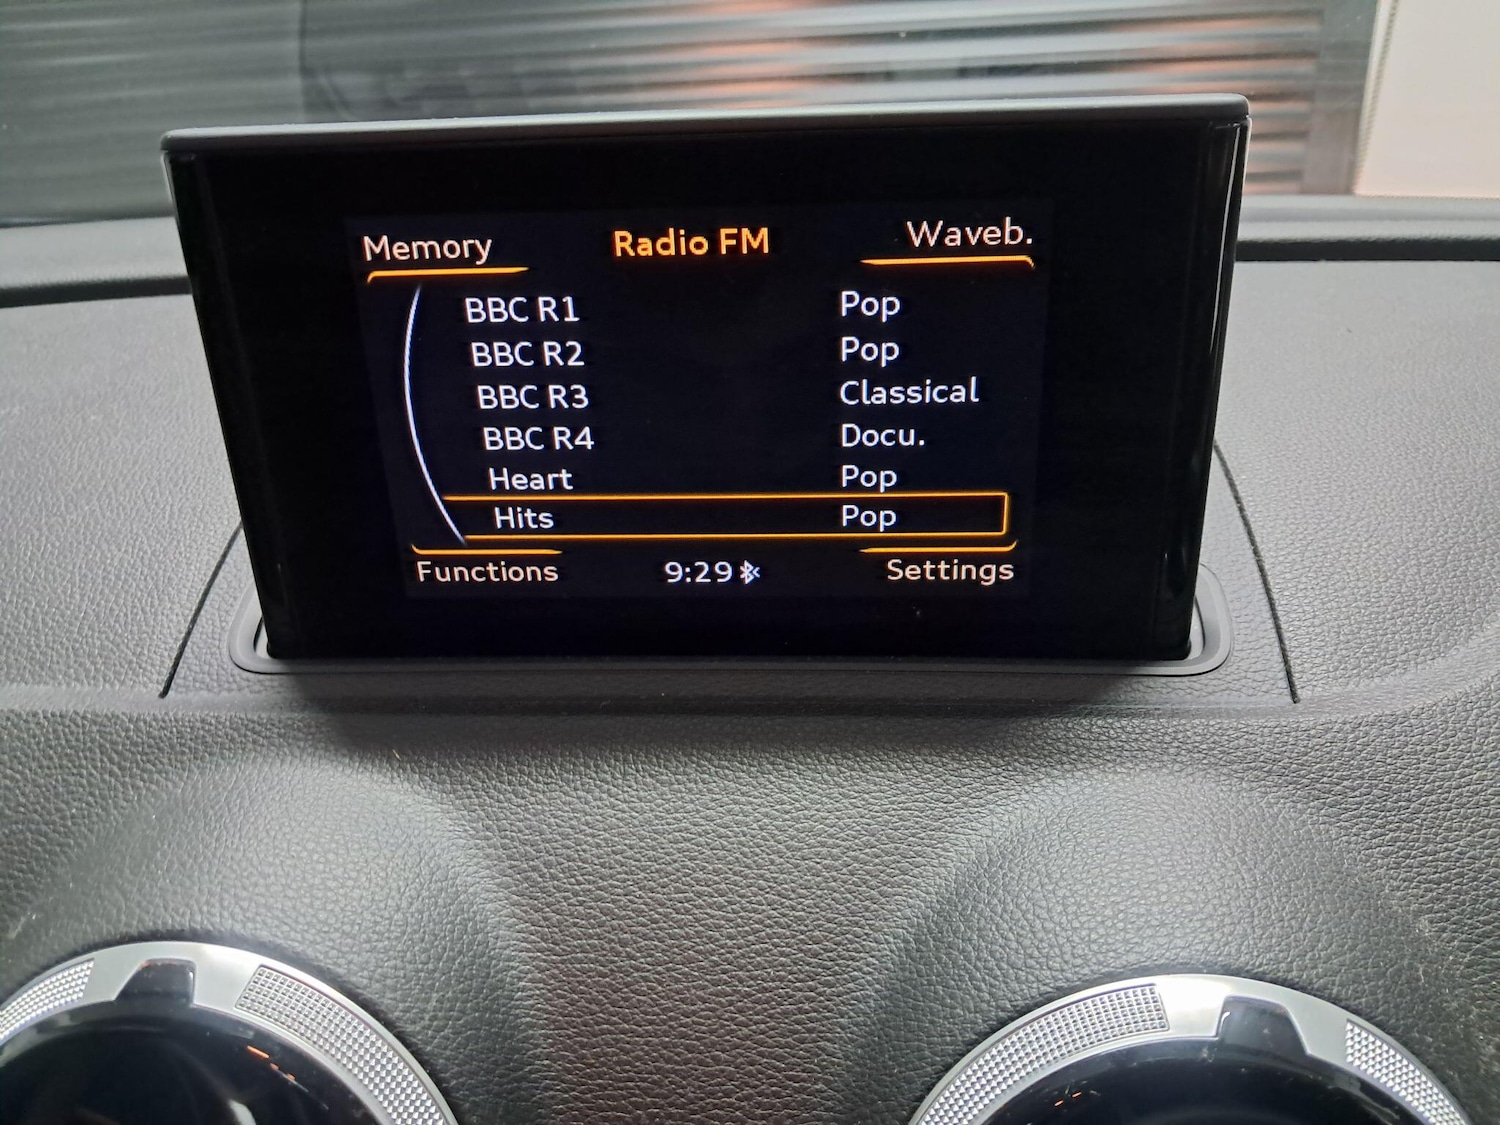 Memory Radio FM Waveb.
BBC R1 Pop
BBC R2 Pop
BBC R3 Classical
BBC R4 Docu.
Heart Pop
Hits Pop
Functions 9:29 Settings